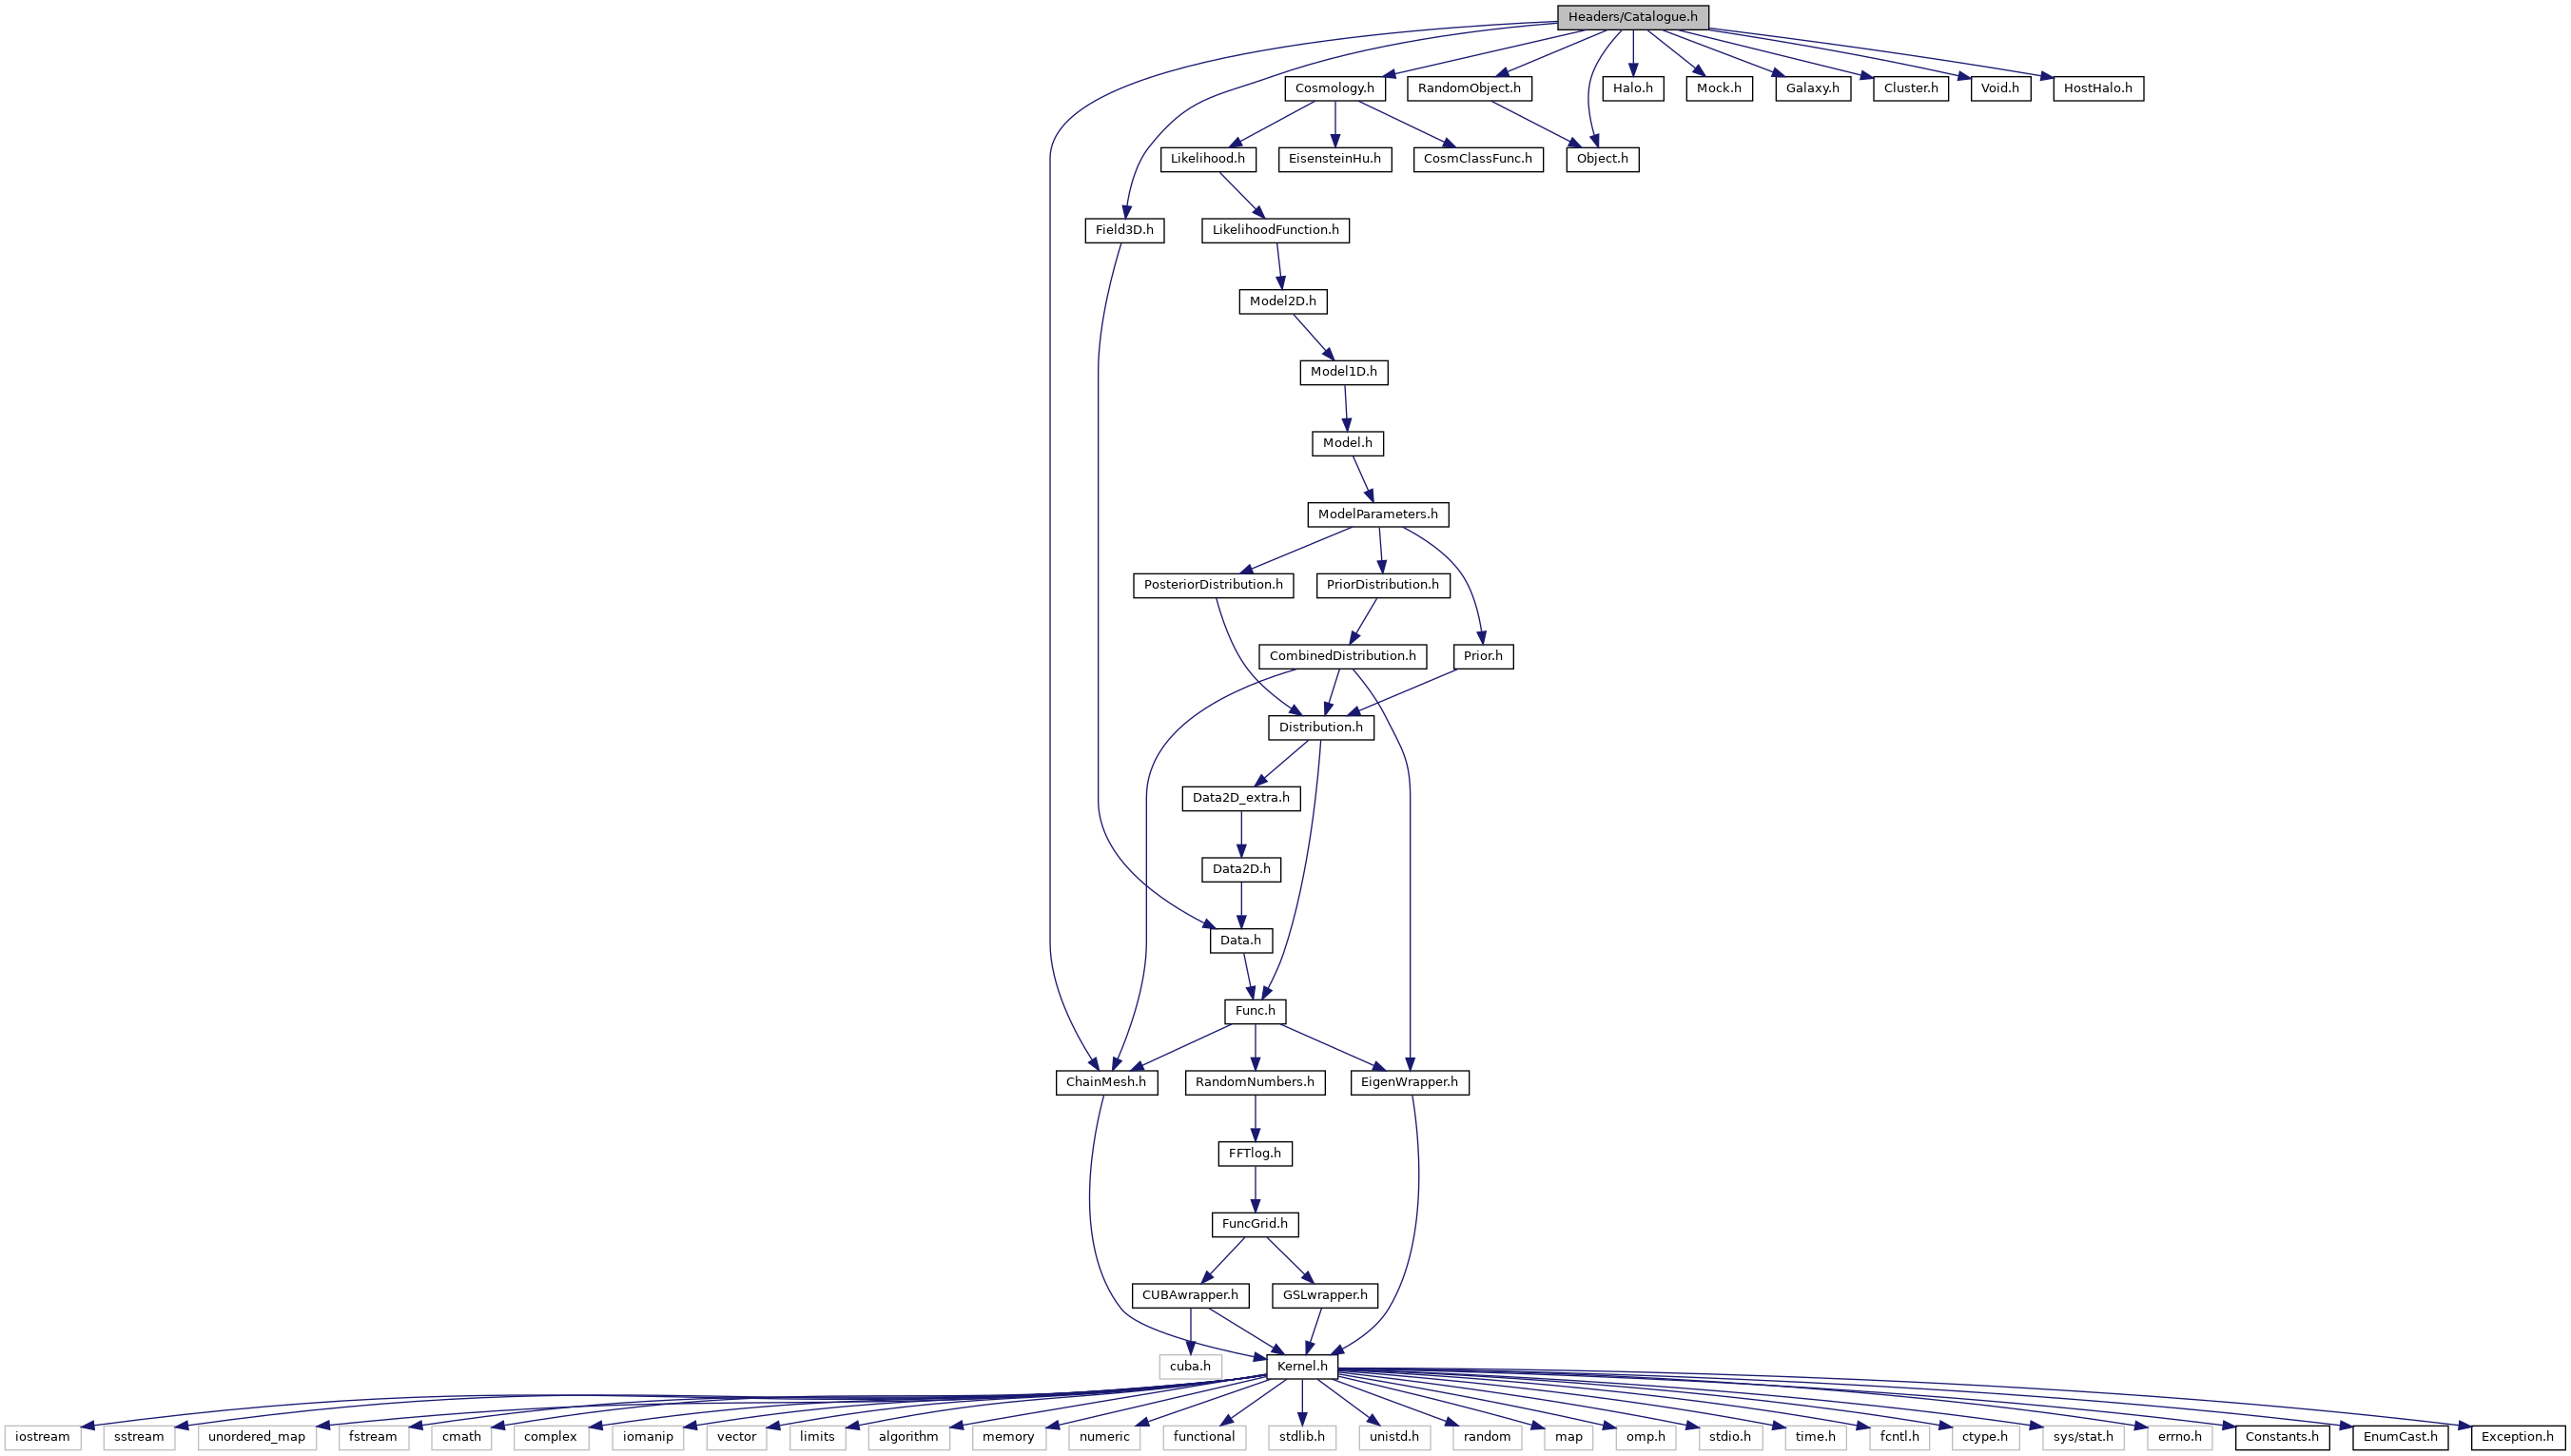 Headers/Catalogue.h
Cosmology.h
RandomObject.h
Halo.h
Mock.h
Galaxy.h
Cluster.h
Void.h
HostHalo.h
Likelihood.h
EisensteinHu.h
CosmClassFunc.h
Object.h
Field3D.h
LikelihoodFunction.h
Model2D.h
Model1D.h
Model.h
ModelParameters.h
PosteriorDistribution.h
PriorDistribution.h
CombinedDistribution.h
Prior.h
Distribution.h
Data2D_extra.h
Data2D.h
Data.h
Func.h
ChainMesh.h
RandomNumbers.h
EigenWrapper.h
FFTlog.h
FuncGrid.h
CUBAwrapper.h
GSLwrapper.h
cuba.h
Kernel.h
iostream
sstream
unordered_map
fstream
cmath
complex
iomanip
vector
limits
algorithm
memory
numeric
functional
stdlib.h
unistd.h
random
map
omp.h
stdio.h
time.h
fcntl.h
ctype.h
sys/stat.h
errno.h
Constants.h
EnumCast.h
Exception.h